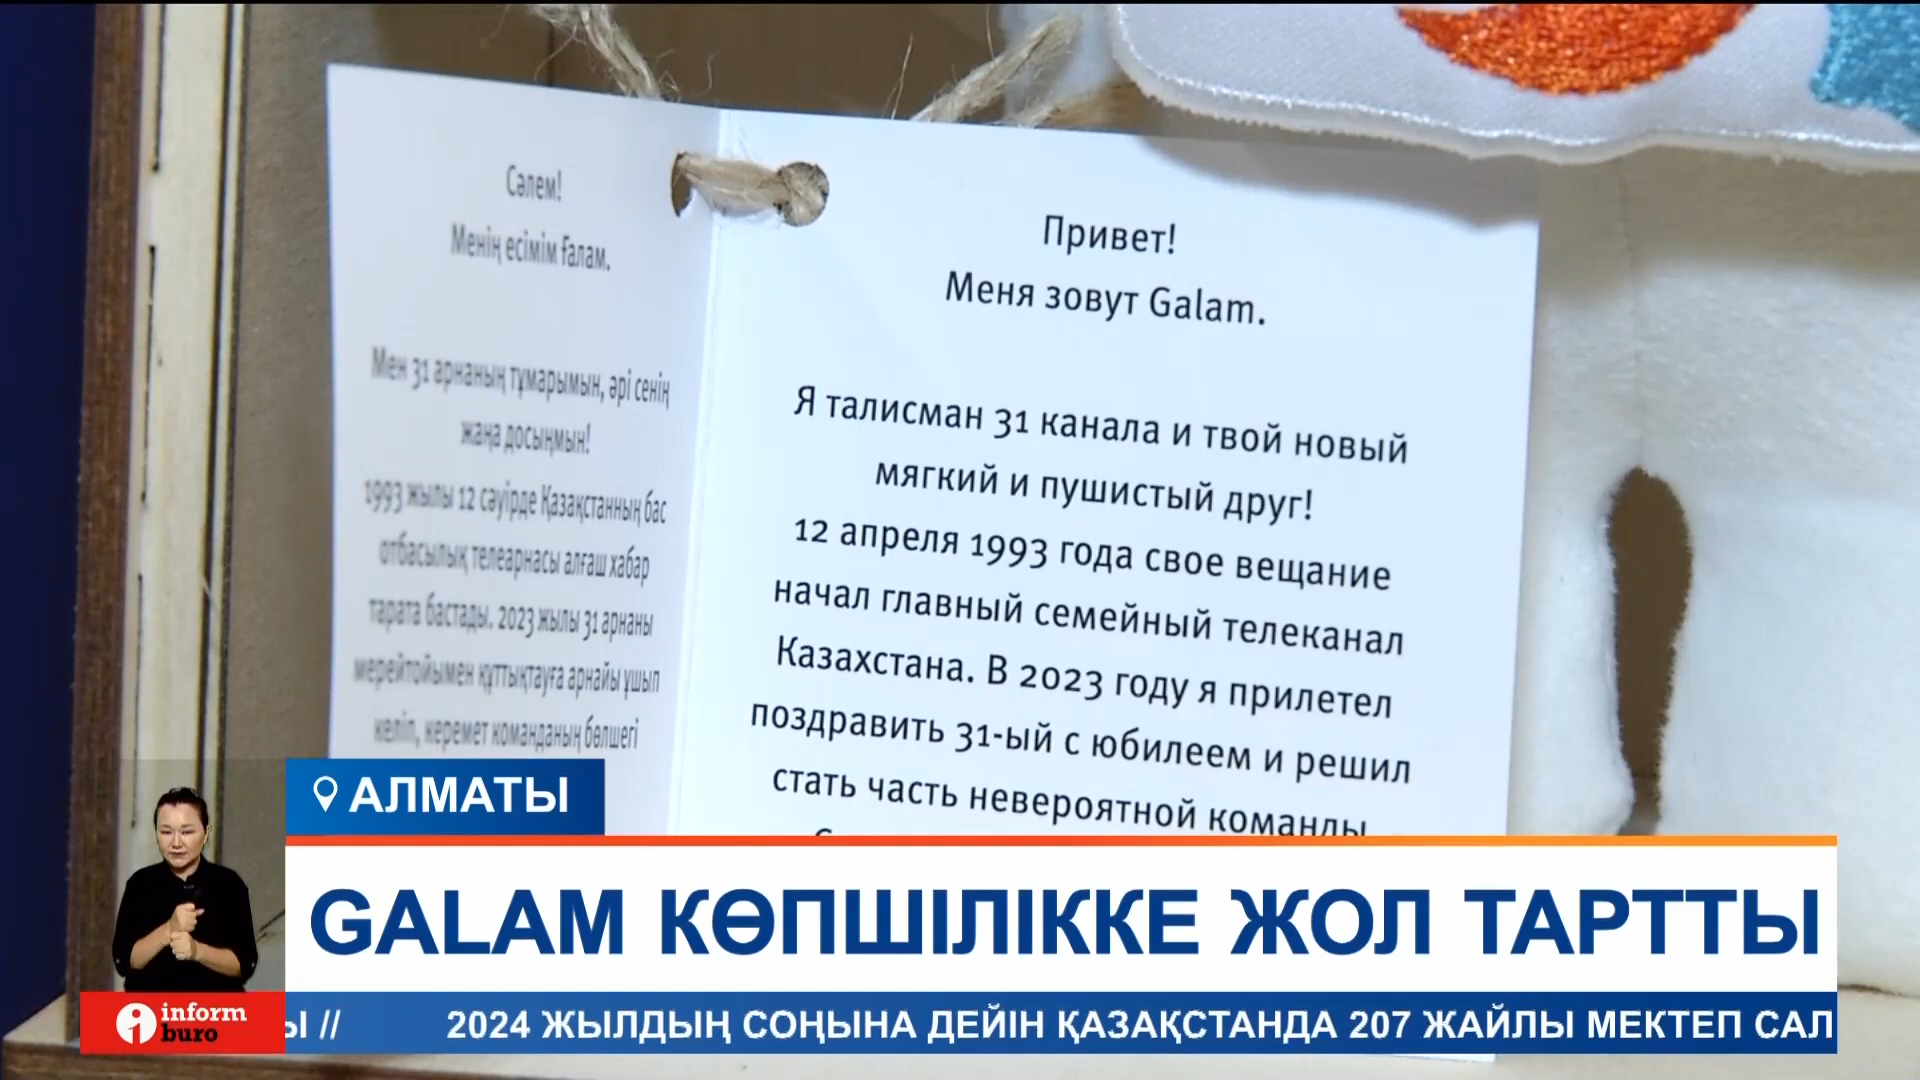 Сәлем!
Менің есімім Ғалам.
Мен 31 арнаның тұмарымын, әрі сенің
жаңа досыңмын!
1993 жылы 12 сәуірде Қазақстанның бас
отбасылық телеарнасы алғаш хабар
тарата бастады. 2023 жылы 31 арнаны
мерейтойымен құттықтауға арнайы ұшып
келіп, керемет команданың бөлшегі
Привет!
Меня зовут Galam.
Я талисман 31 канала и твой новый
мягкий и пушистый друг!
12 апреля 1993 года свое вещание
начал главный семейный телеканал
Казахстана. В 2023 году я прилетел
поздравить 31-ый с юбилеем и решил
стать часть невероятной команды
АЛМАТЫ
GALAM КӨПШІЛІККЕ ЖОЛ ТАРТТЫ
inform
buro
Ы // 2024 ЖЫЛДЫҢ СОҢЫНА ДЕЙІН ҚАЗАҚСТАНДА 207 ЖАЙЛЫ МЕКТЕП САЛ